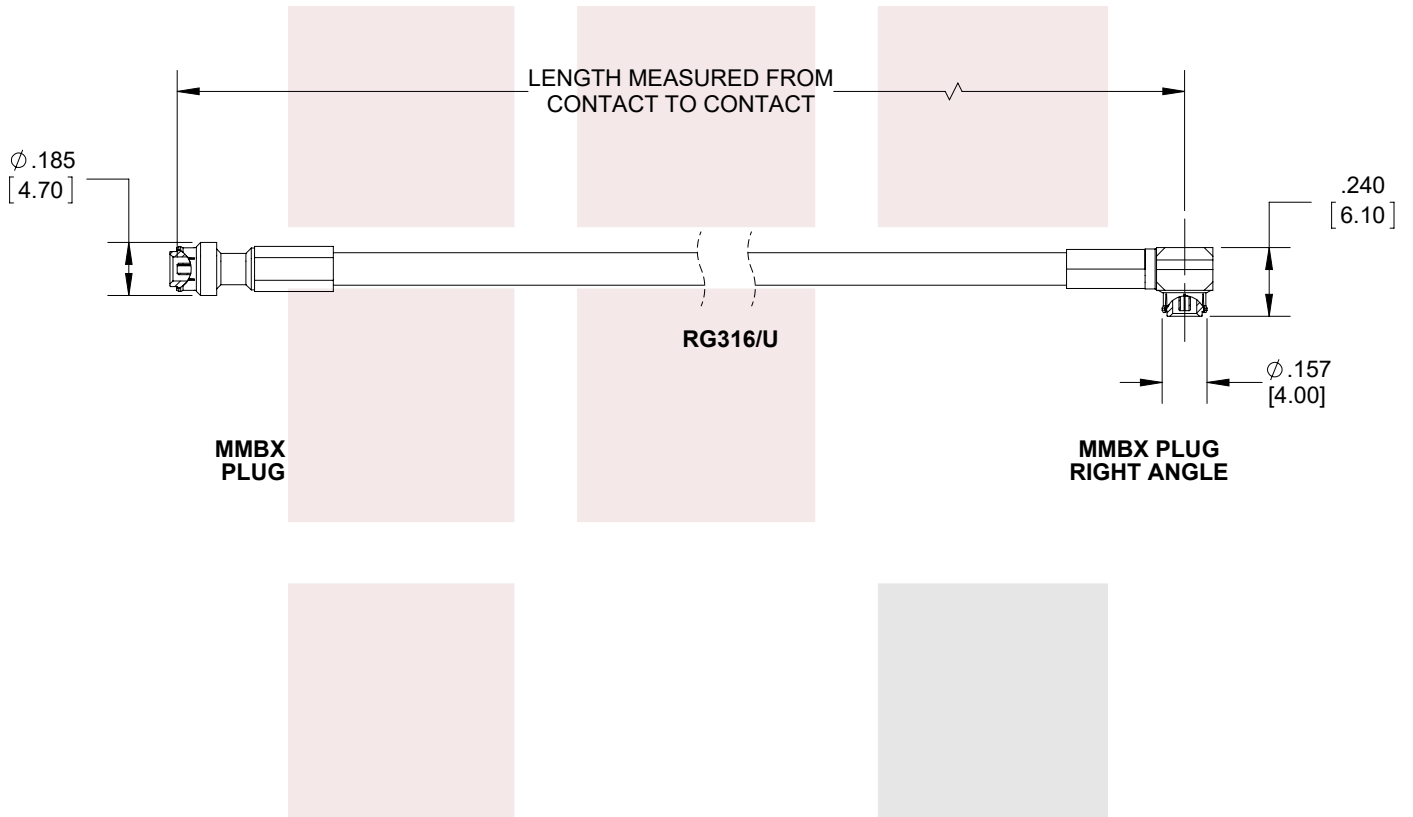 LENGTH MEASURED FROM
CONTACT TO CONTACT
∅ .185
[ 4.70 ]
.240
[ 6.10 ]
RG316/U
∅ .157
[4.00]
MMBX
PLUG
MMBX PLUG
RIGHT ANGLE